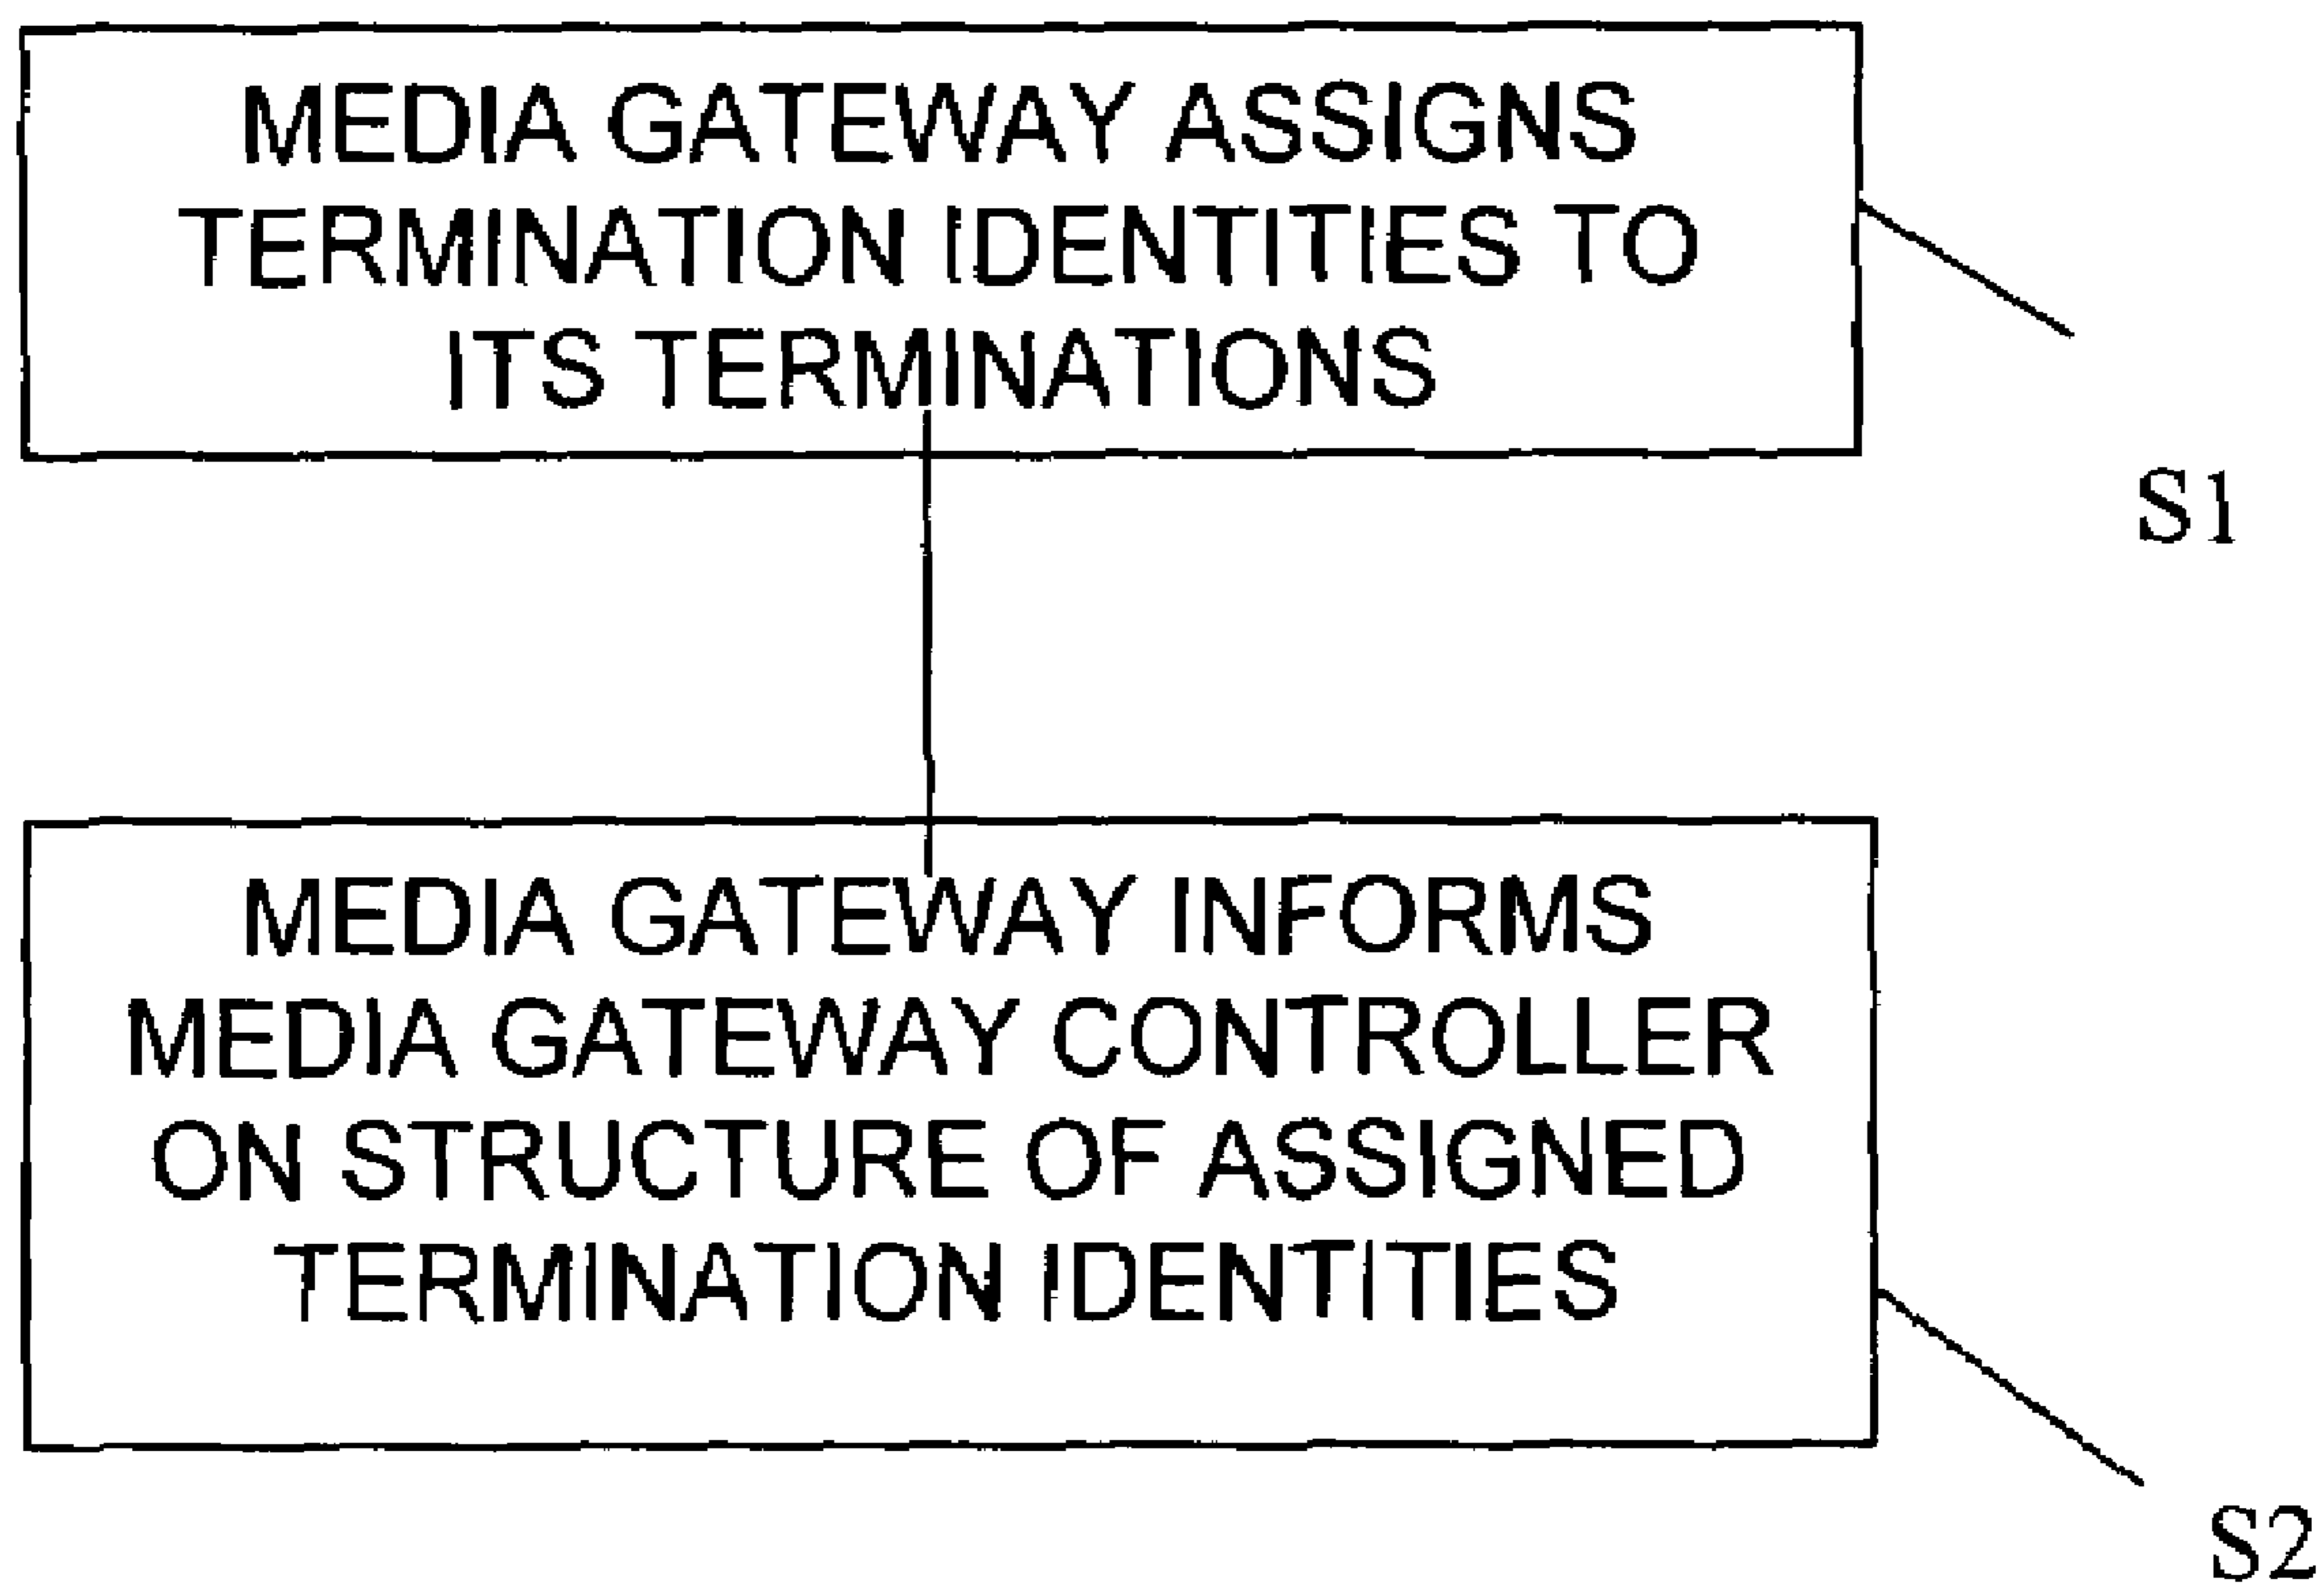 MEDIA GATEWAY ASSIGNS
TERMINATION IDENTITIES TO
ITS TERMINATIONS
S1
MEDIA GATEWAY INFORMS
MEDIA GATEWAY CONTROLLER
ON STRUCTURE OF ASSIGNED
TERMINATION IDENTITIES
S2